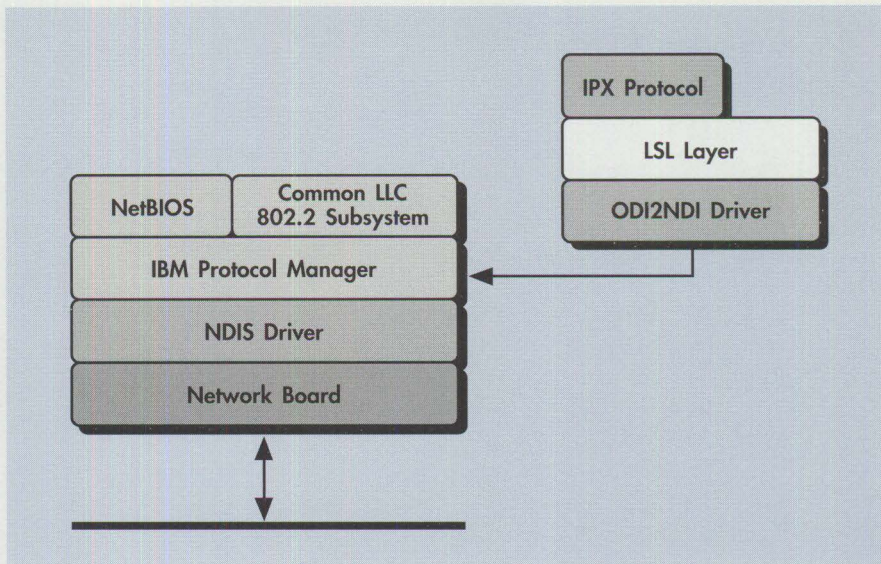 IPX Protocol
LSL Layer
ODI2NDI Driver
NetBIOS
Common LLC
802.2 Subsystem
IBM Protocol Manager
NDIS Driver
Network Board